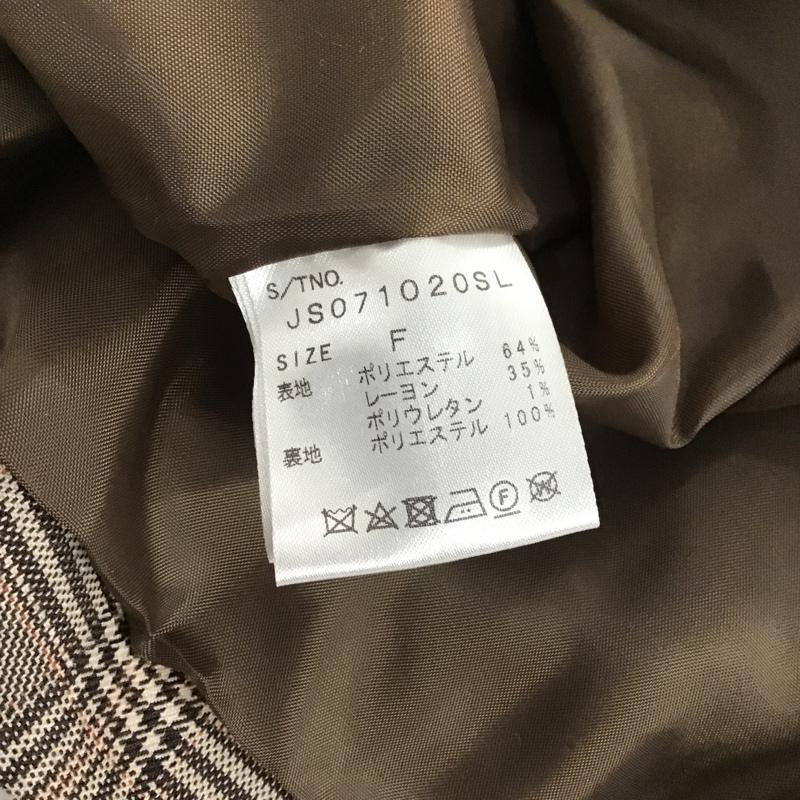 S/TNO.
JS071020SL
SIZE F
表地 ポリエステル 64%
レーヨン 35%
ポリウレタン 1%
裏地 ポリエステル 100%
F W